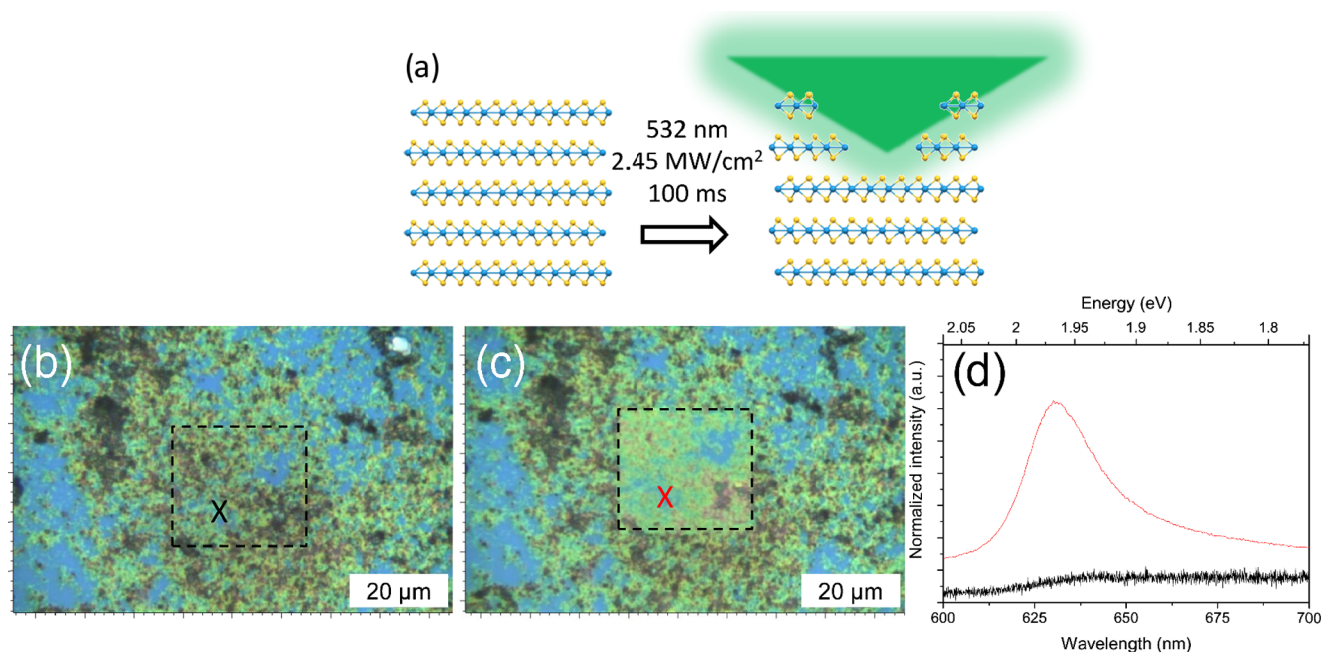 (a)
532 nm
2.45 MW/cm²
100 ms
(b)
X
20 µm
(c)
X
20 µm
Energy (eV)
2.05 2 1.95 1.9 1.85 1.8
(d)
Normalized intensity (a.u.)
600 625 650 675 700
Wavelength (nm)